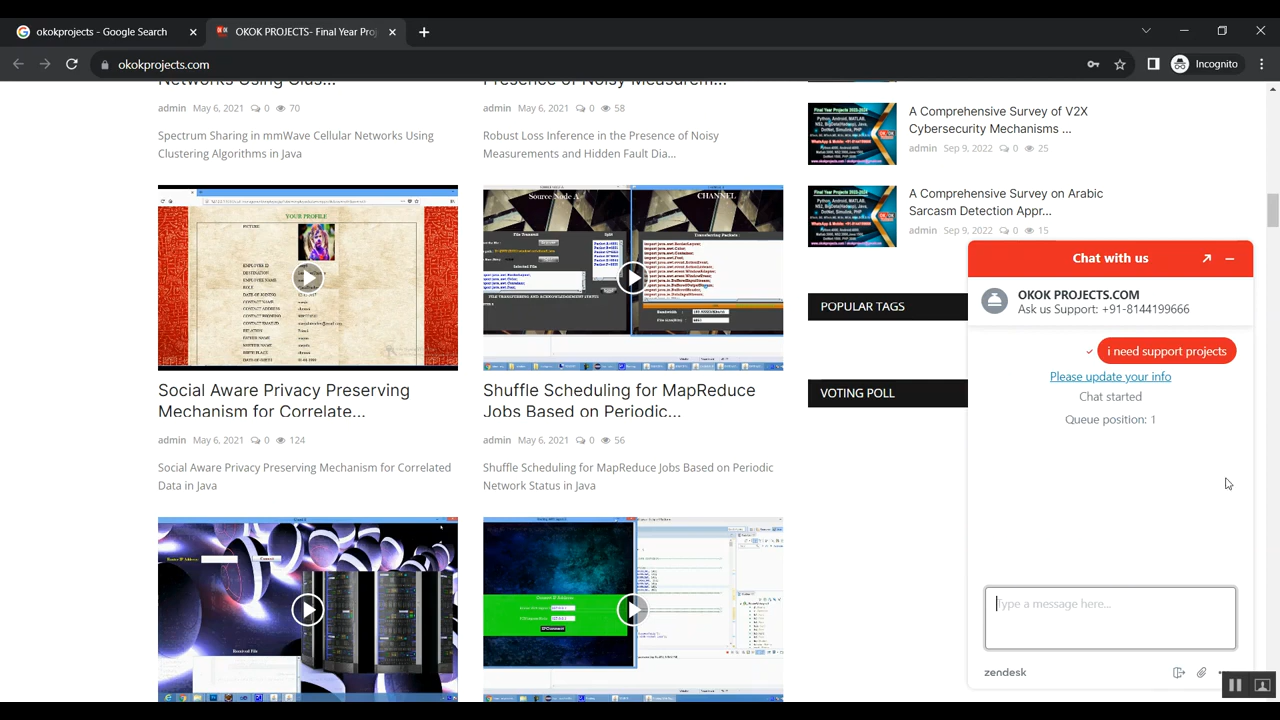 okokprojects - Google Search
OKOK PROJECTS- Final Year Pro
okokprojects.com
Incognito
Networks Using Glas...
Presence of Noisy Measurem...
admin May 6, 2021 0 70
admin May 6, 2021 0 58
Spectrum Sharing in mmWave Cellular Networks Using
Clustering Algorithms in Java
Robust Loss Inference in the Presence of Noisy
Measurements and Hidden Fault Dia...
A Comprehensive Survey of V2X
Cybersecurity Mechanisms ...
admin Sep 9, 2022 0 25
A Comprehensive Survey on Arabic
Sarcasm Detection Appr...
admin Sep 9, 2022 0 15
YOUR PROFILE
Source Node A
CHANNEL
Social Aware Privacy Preserving
Mechanism for Correlate...
admin May 6, 2021 0 124
Social Aware Privacy Preserving Mechanism for Correlated
Data in Java
Shuffle Scheduling for MapReduce
Jobs Based on Periodic...
admin May 6, 2021 0 56
Shuffle Scheduling for MapReduce Jobs Based on Periodic
Network Status in Java
POPULAR TAGS
VOTING POLL
Chat with us
OKOK PROJECTS.COM
Ask us Support @ +91- 8144199666
i need support projects
Please update your info
Chat started
Queue position: 1
Type a message here...
zendesk